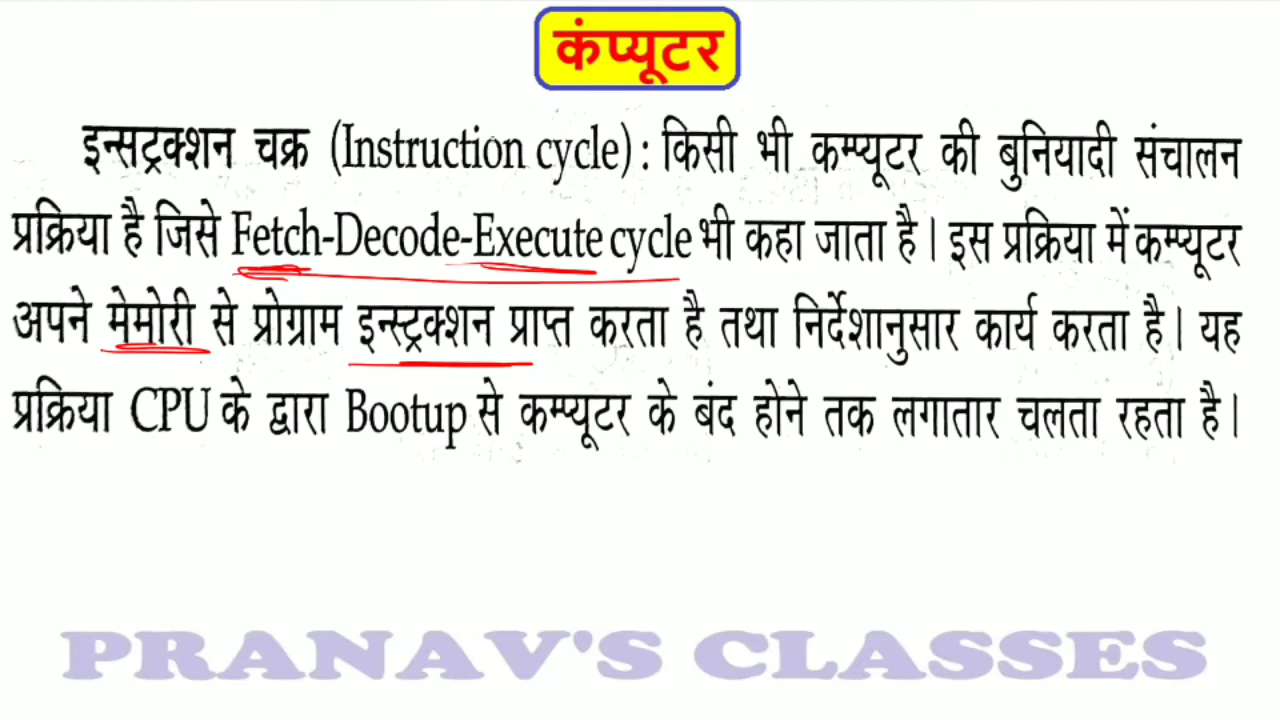 कंप्यूटर
इन्सट्रक्शन चक्र (Instruction cycle) : किसी भी कम्प्यूटर की बुनियादी संचालन
प्रक्रिया है जिसे Fetch-Decode-Execute cycle भी कहा जाता है। इस प्रक्रिया में कम्प्यूटर
अपने मेमोरी से प्रोग्राम इन्स्ट्रक्शन प्राप्त करता है तथा निर्देशानुसार कार्य करता है। यह
प्रक्रिया CPU के द्वारा Bootup से कम्प्यूटर के बंद होने तक लगातार चलता रहता है।
PRANAV'S CLASSES